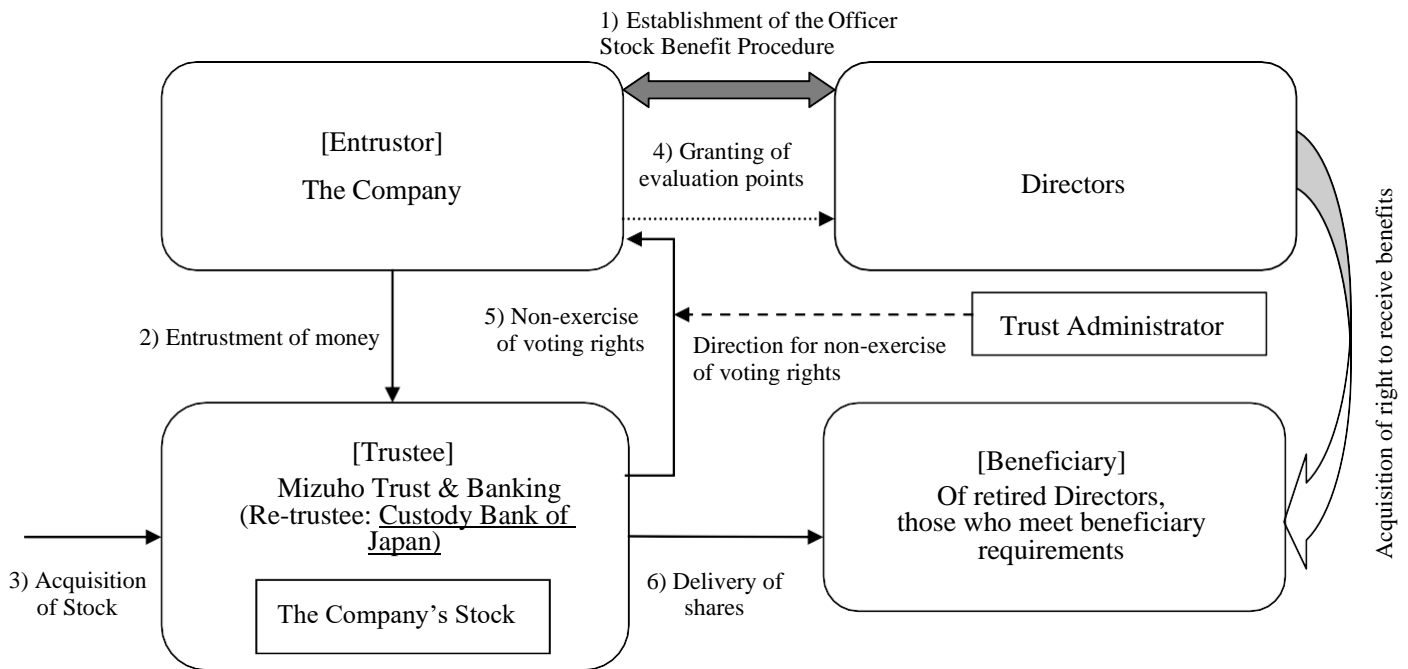 1) Establishment of the Officer
Stock Benefit Procedure
[Entrustor]
The Company
4) Granting of
evaluation points
Directors
2) Entrustment of money
5) Non-exercise
of voting rights
Direction for non-exercise
of voting rights
Trust Administrator
Acquisition of right to receive benefits
[Trustee]
Mizuho Trust & Banking
(Re-trustee: Custody Bank of
Japan)
The Company’s Stock
3) Acquisition
of Stock
6) Delivery of
shares
[Beneficiary]
Of retired Directors,
those who meet beneficiary
requirements